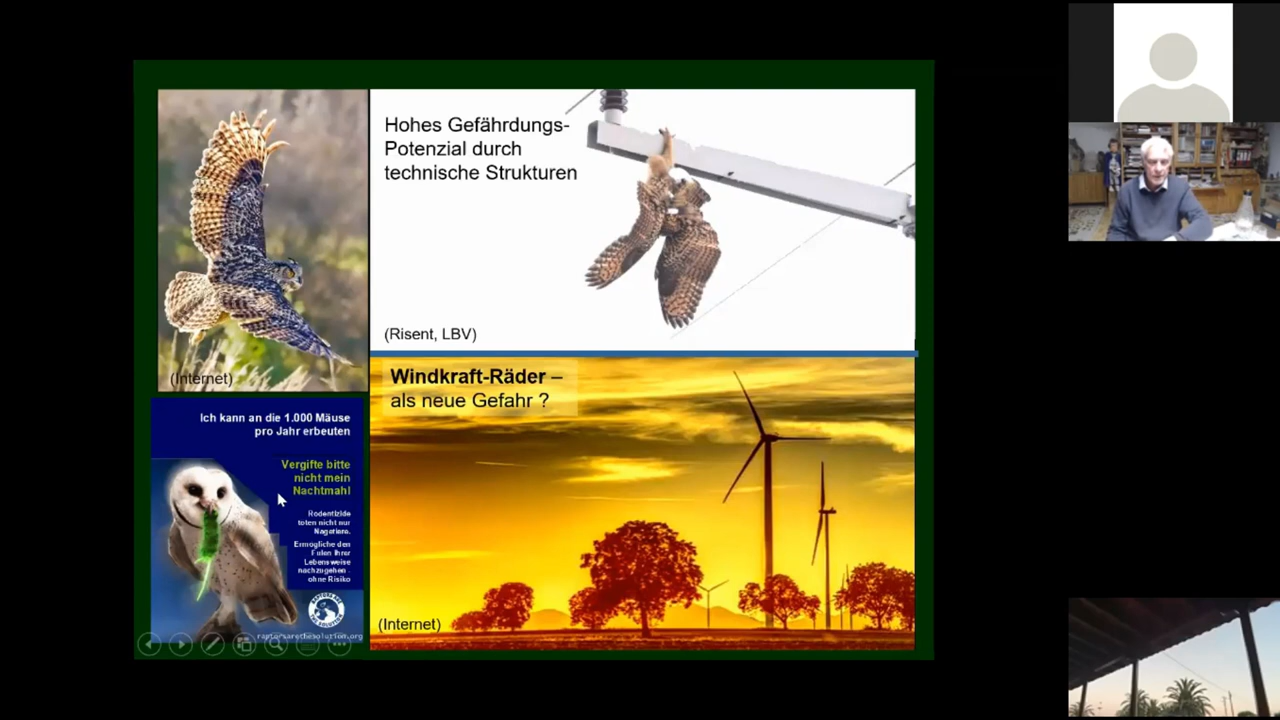 (Internet)
Hohes Gefährdungs-
Potenzial durch
technische Strukturen
(Risent, LBV)
Ich kann an die 1.000 Mäuse
pro Jahr erbeuten
Vergifte bitte
nicht mein
Nachtmahl
Rodentizide
töten nicht nur
Nagetiere.
Ermögliche den
Eulen ihrer
Lebensweise
nachzugehen -
ohne Risiko
raptorsarethesolution.org
Windkraft-Räder –
als neue Gefahr ?
(Internet)